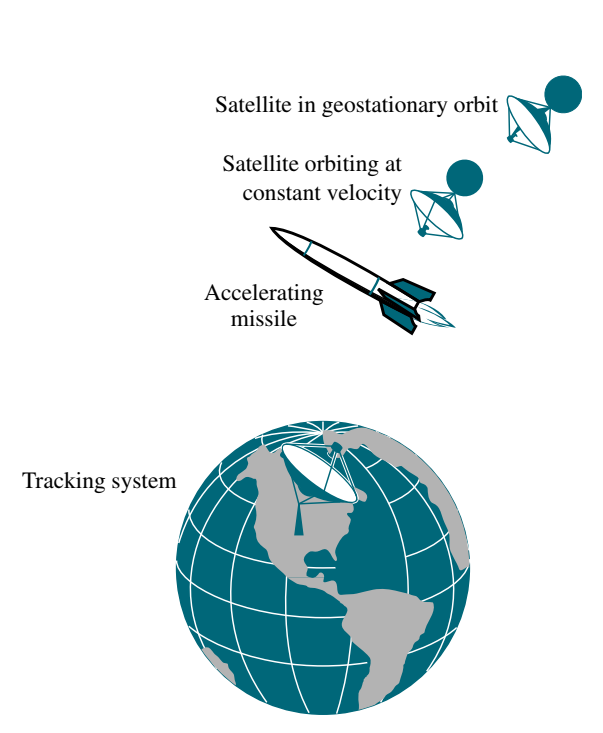 Satellite in geostationary orbit
Satellite orbiting at
constant velocity
Accelerating
missile
Tracking system